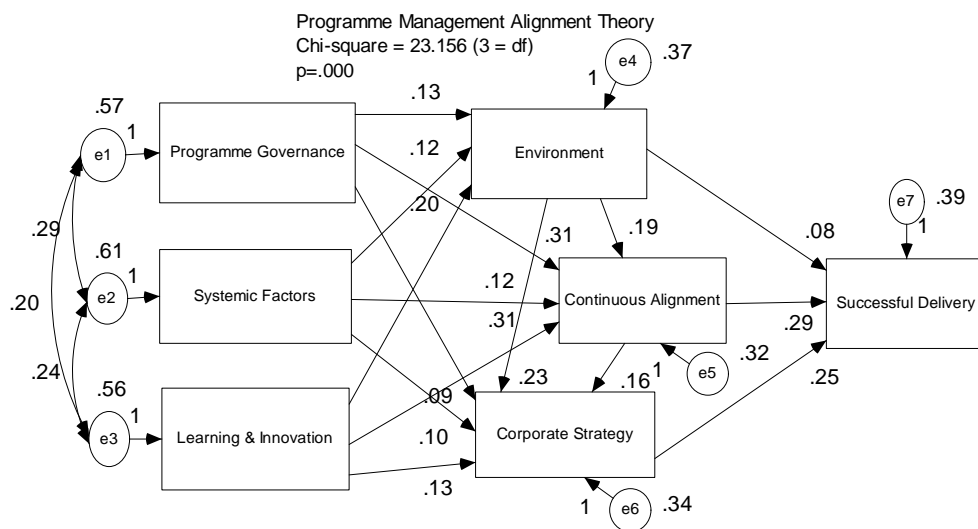 Programme Management Alignment Theory
Chi-square = 23.156 (3 = df)
p=.000
.37
e4
1
.57
.13
e1
1
Programme Governance
.12
Environment
.20
e7
.39
1
.29
.31
.19
.08
.61
e2
1
Systemic Factors
.12
Continuous Alignment
Successful Delivery
.20
.31
.29
.24
.32
1
e5
.56
.09
.23
.16
.25
e3
1
Learning & Innovation
.10
Corporate Strategy
.13
1
e6
.34